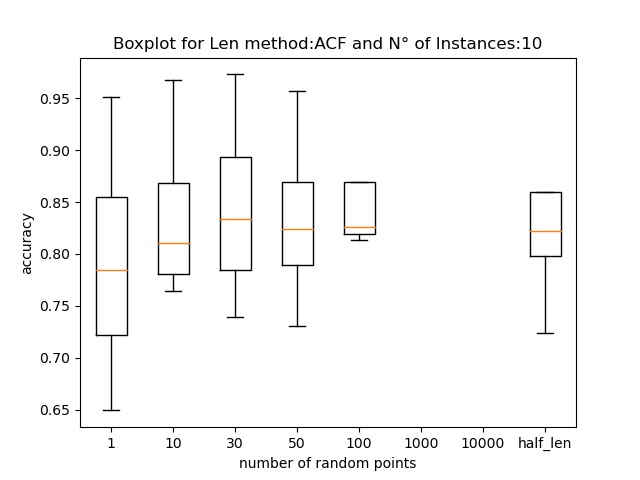 Boxplot for Len method:ACF and N° of Instances:10
accuracy
0.95
0.90
0.85
0.80
0.75
0.70
0.65
1 10 30 50 100 1000 10000 half_len
number of random points